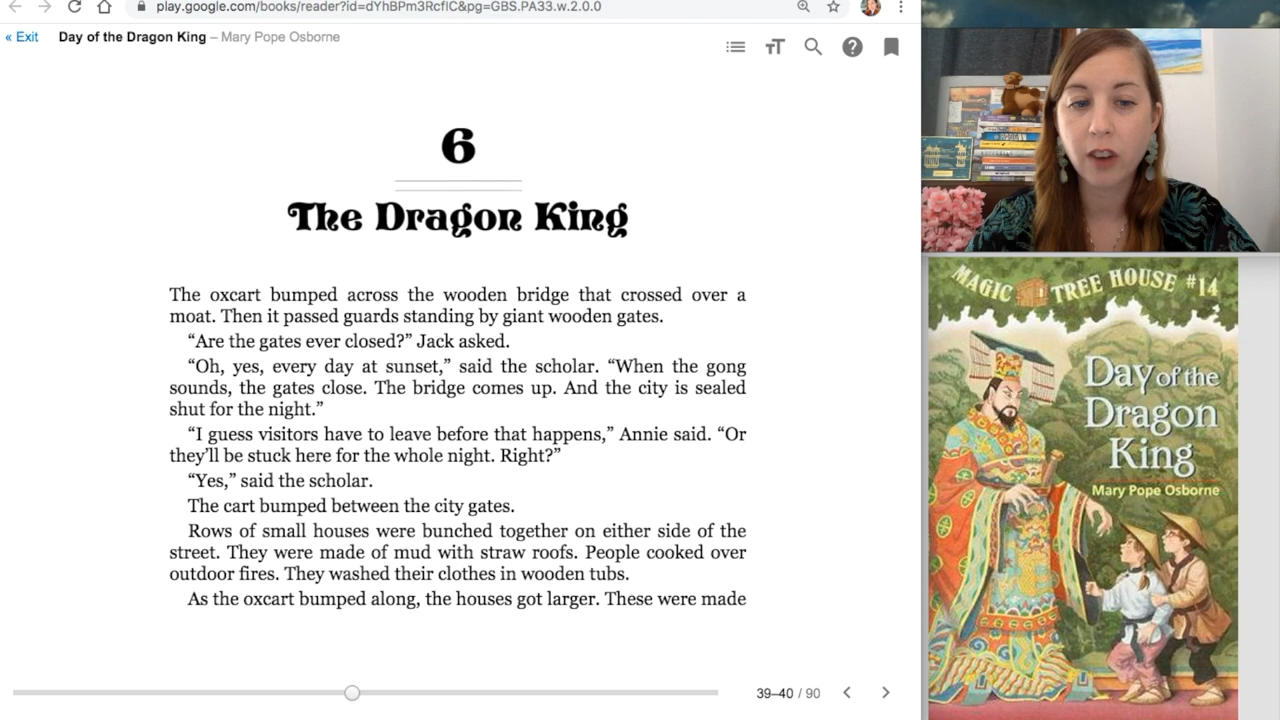 play.google.com/books/reader?id=dYhBPm3RcfIC&pg=GBS.PA33.w.2.0.0
« Exit Day of the Dragon King – Mary Pope Osborne
6
The Dragon King
The oxcart bumped across the wooden bridge that crossed over a
moat. Then it passed guards standing by giant wooden gates.
“Are the gates ever closed?” Jack asked.
“Oh, yes, every day at sunset,” said the scholar. “When the gong
sounds, the gates close. The bridge comes up. And the city is sealed
shut for the night.”
“I guess visitors have to leave before that happens,” Annie said. “Or
they’ll be stuck here for the whole night. Right?”
“Yes,” said the scholar.
The cart bumped between the city gates.
Rows of small houses were bunched together on either side of the
street. They were made of mud with straw roofs. People cooked over
outdoor fires. They washed their clothes in wooden tubs.
As the oxcart bumped along, the houses got larger. These were made
39–40 / 90
MAGIC TREE HOUSE #14
Day of the
Dragon
King
Mary Pope Osborne